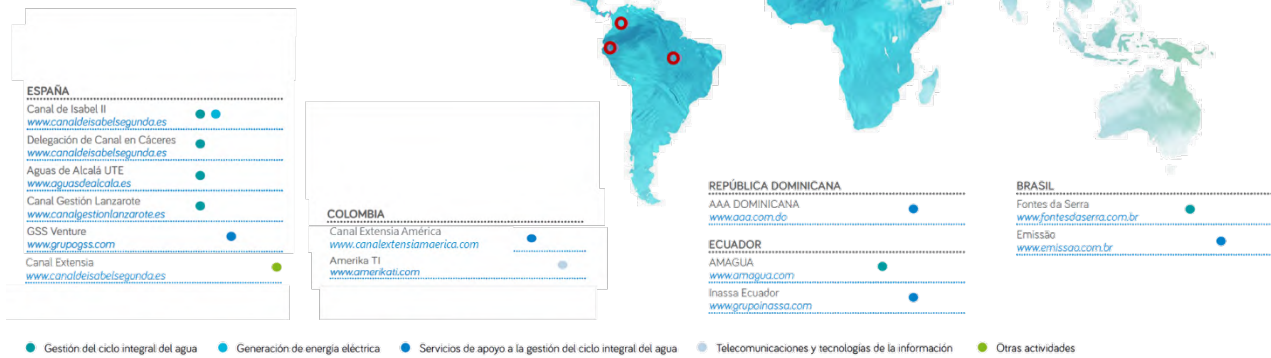 ESPAÑA
Canal de Isabel II
www.canaldeisabelsegunda.es
Delegación de Canal en Cáceres
www.canaldeisabelsegunda.es
Aguas de Alcalá UTE
www.aguasdealcala.es
Canal Gestión Lanzarote
www.canalgestionlanzarote.es
GSS Venture
www.grupogss.com
Canal Extensia
www.canaldeisabelsegunda.es
COLOMBIA
Canal Extensia América
www.canalextensiamaerica.com
Amerika TI
www.amerikati.com
REPÚBLICA DOMINICANA
AAA DOMINICANA
www.aaa.com.do
ECUADOR
AMAGUA
www.amagua.com
Inassa Ecuador
www.grupoinassa.com
BRASIL
Fontes da Serra
www.fontesdaserra.com.br
Emissão
www.emissao.com.br
Gestión del ciclo integral del agua
Generación de energía eléctrica
Servicios de apoyo a la gestión del ciclo integral del agua
Telecomunicaciones y tecnologías de la información
Otras actividades